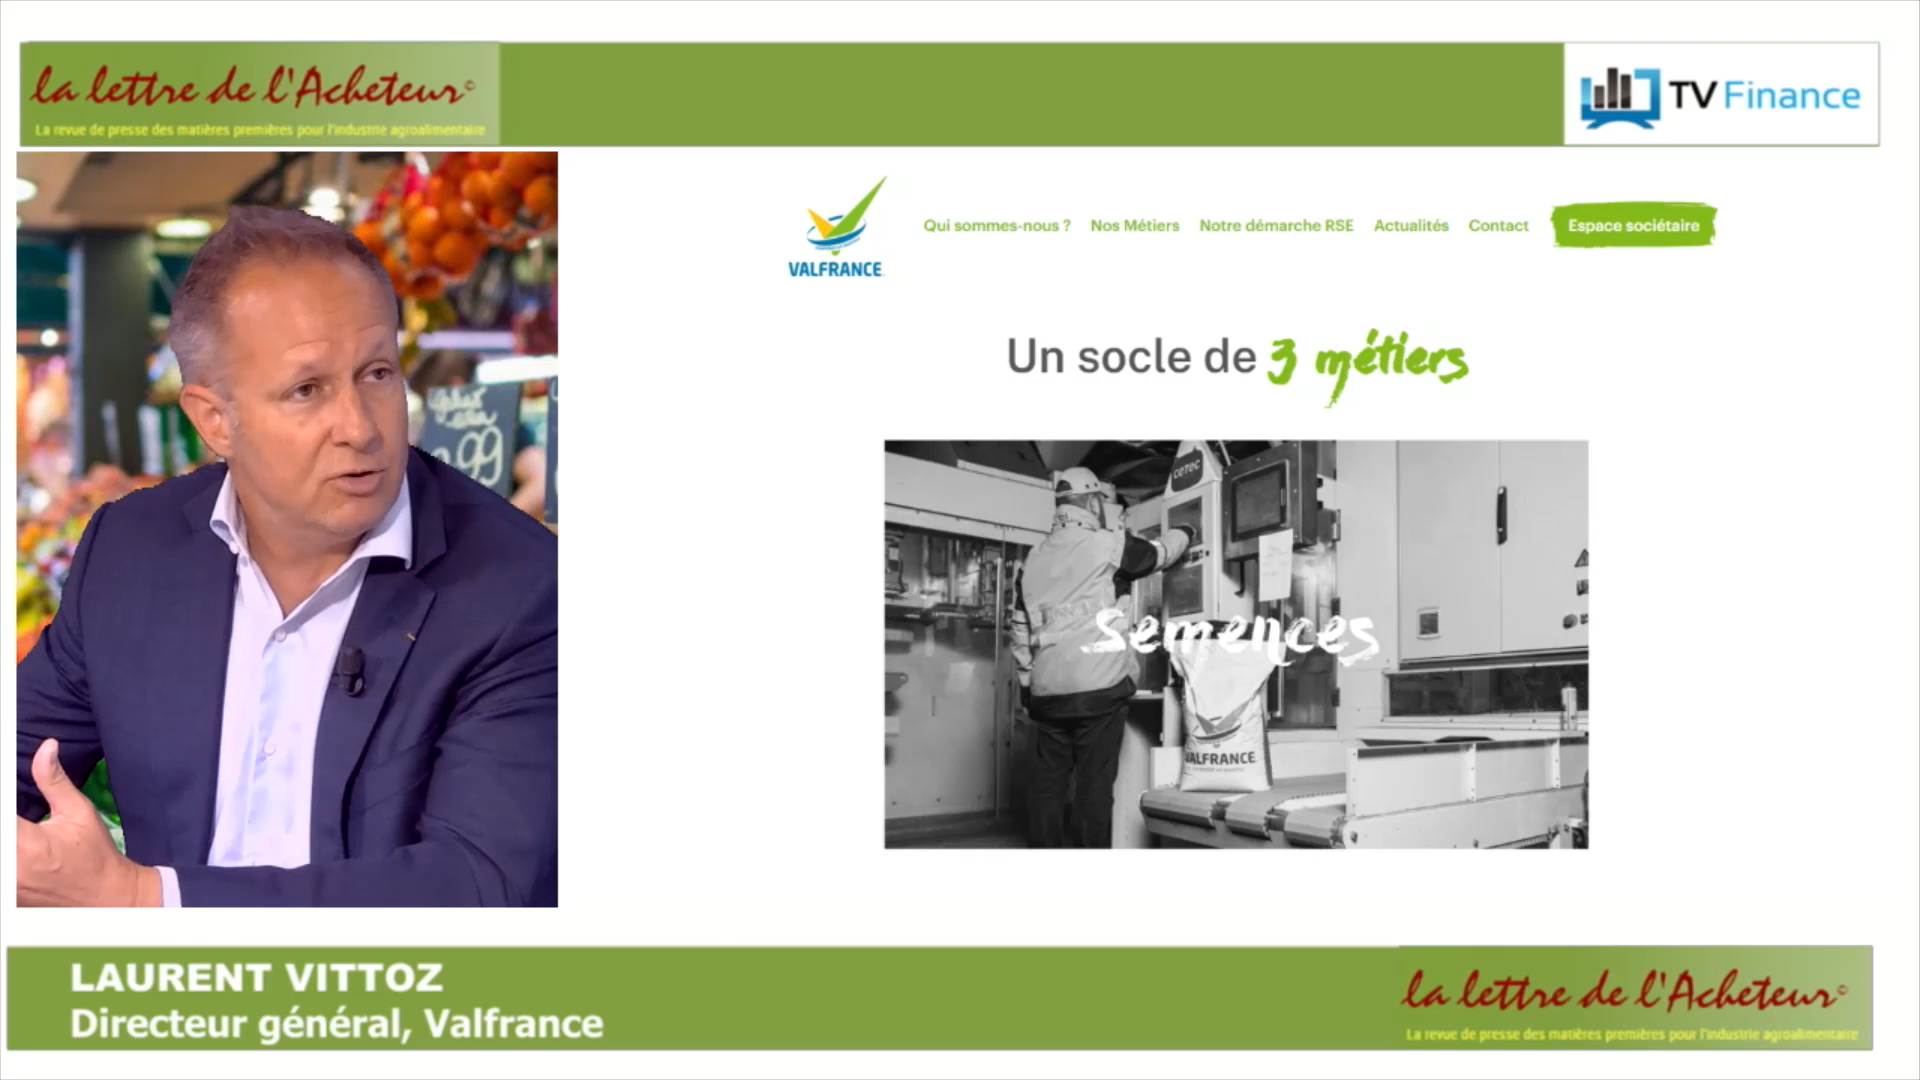 la lettre de l'Acheteur©
La revue de presse des matières premières pour l'industrie agroalimentaire
TV Finance
99
VALFRANCE
Qui sommes-nous ? Nos Métiers Notre démarche RSE Actualités Contact Espace sociétaire
Un socle de 3 métiers
CETEC
Semences
VALFRANCE
LAURENT VITTOZ
Directeur général, Valfrance
la lettre de l'Acheteur©
La revue de presse des matières premières pour l'industrie agroalimentaire